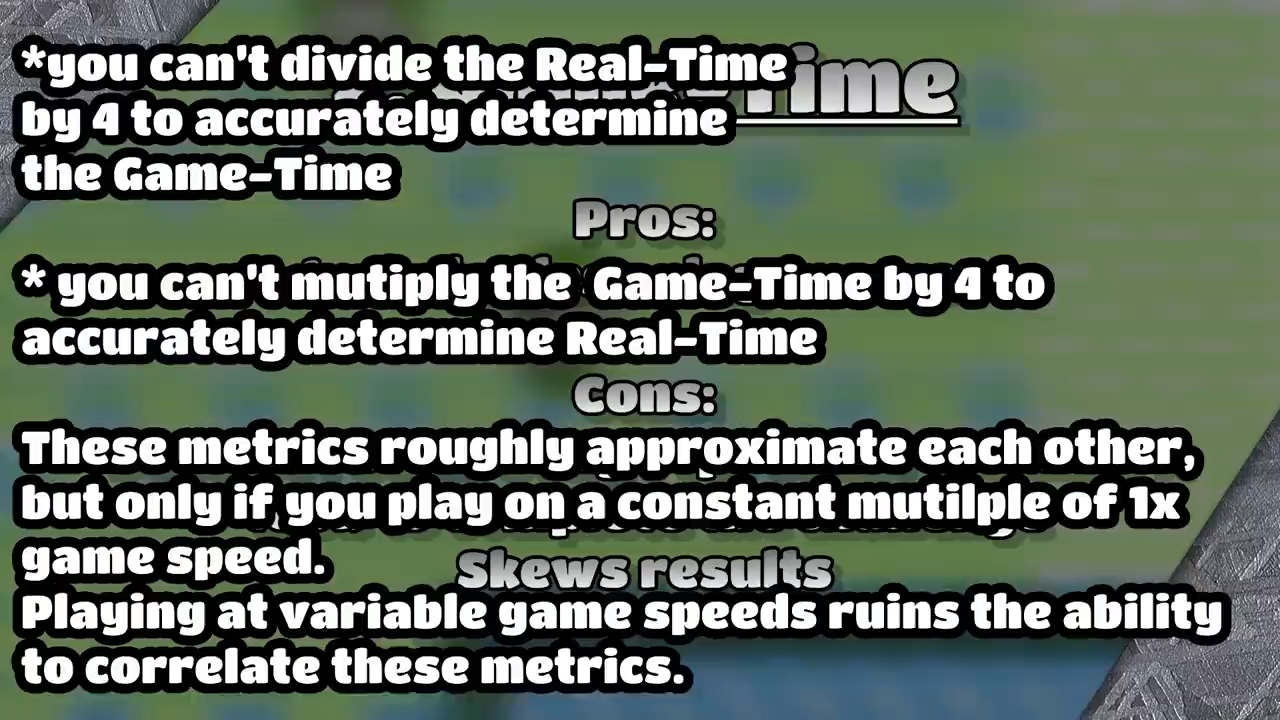 *you can't divide the Real-Time
by 4 to accurately determine
the Game-Time
Time
Pros:
* you can't mutiply the Game-Time by 4 to
accurately determine Real-Time
Cons:
These metrics roughly approximate each other,
but only if you play on a constant mutilple of 1x
game speed.
Skews results
Playing at variable game speeds ruins the ability
to correlate these metrics.